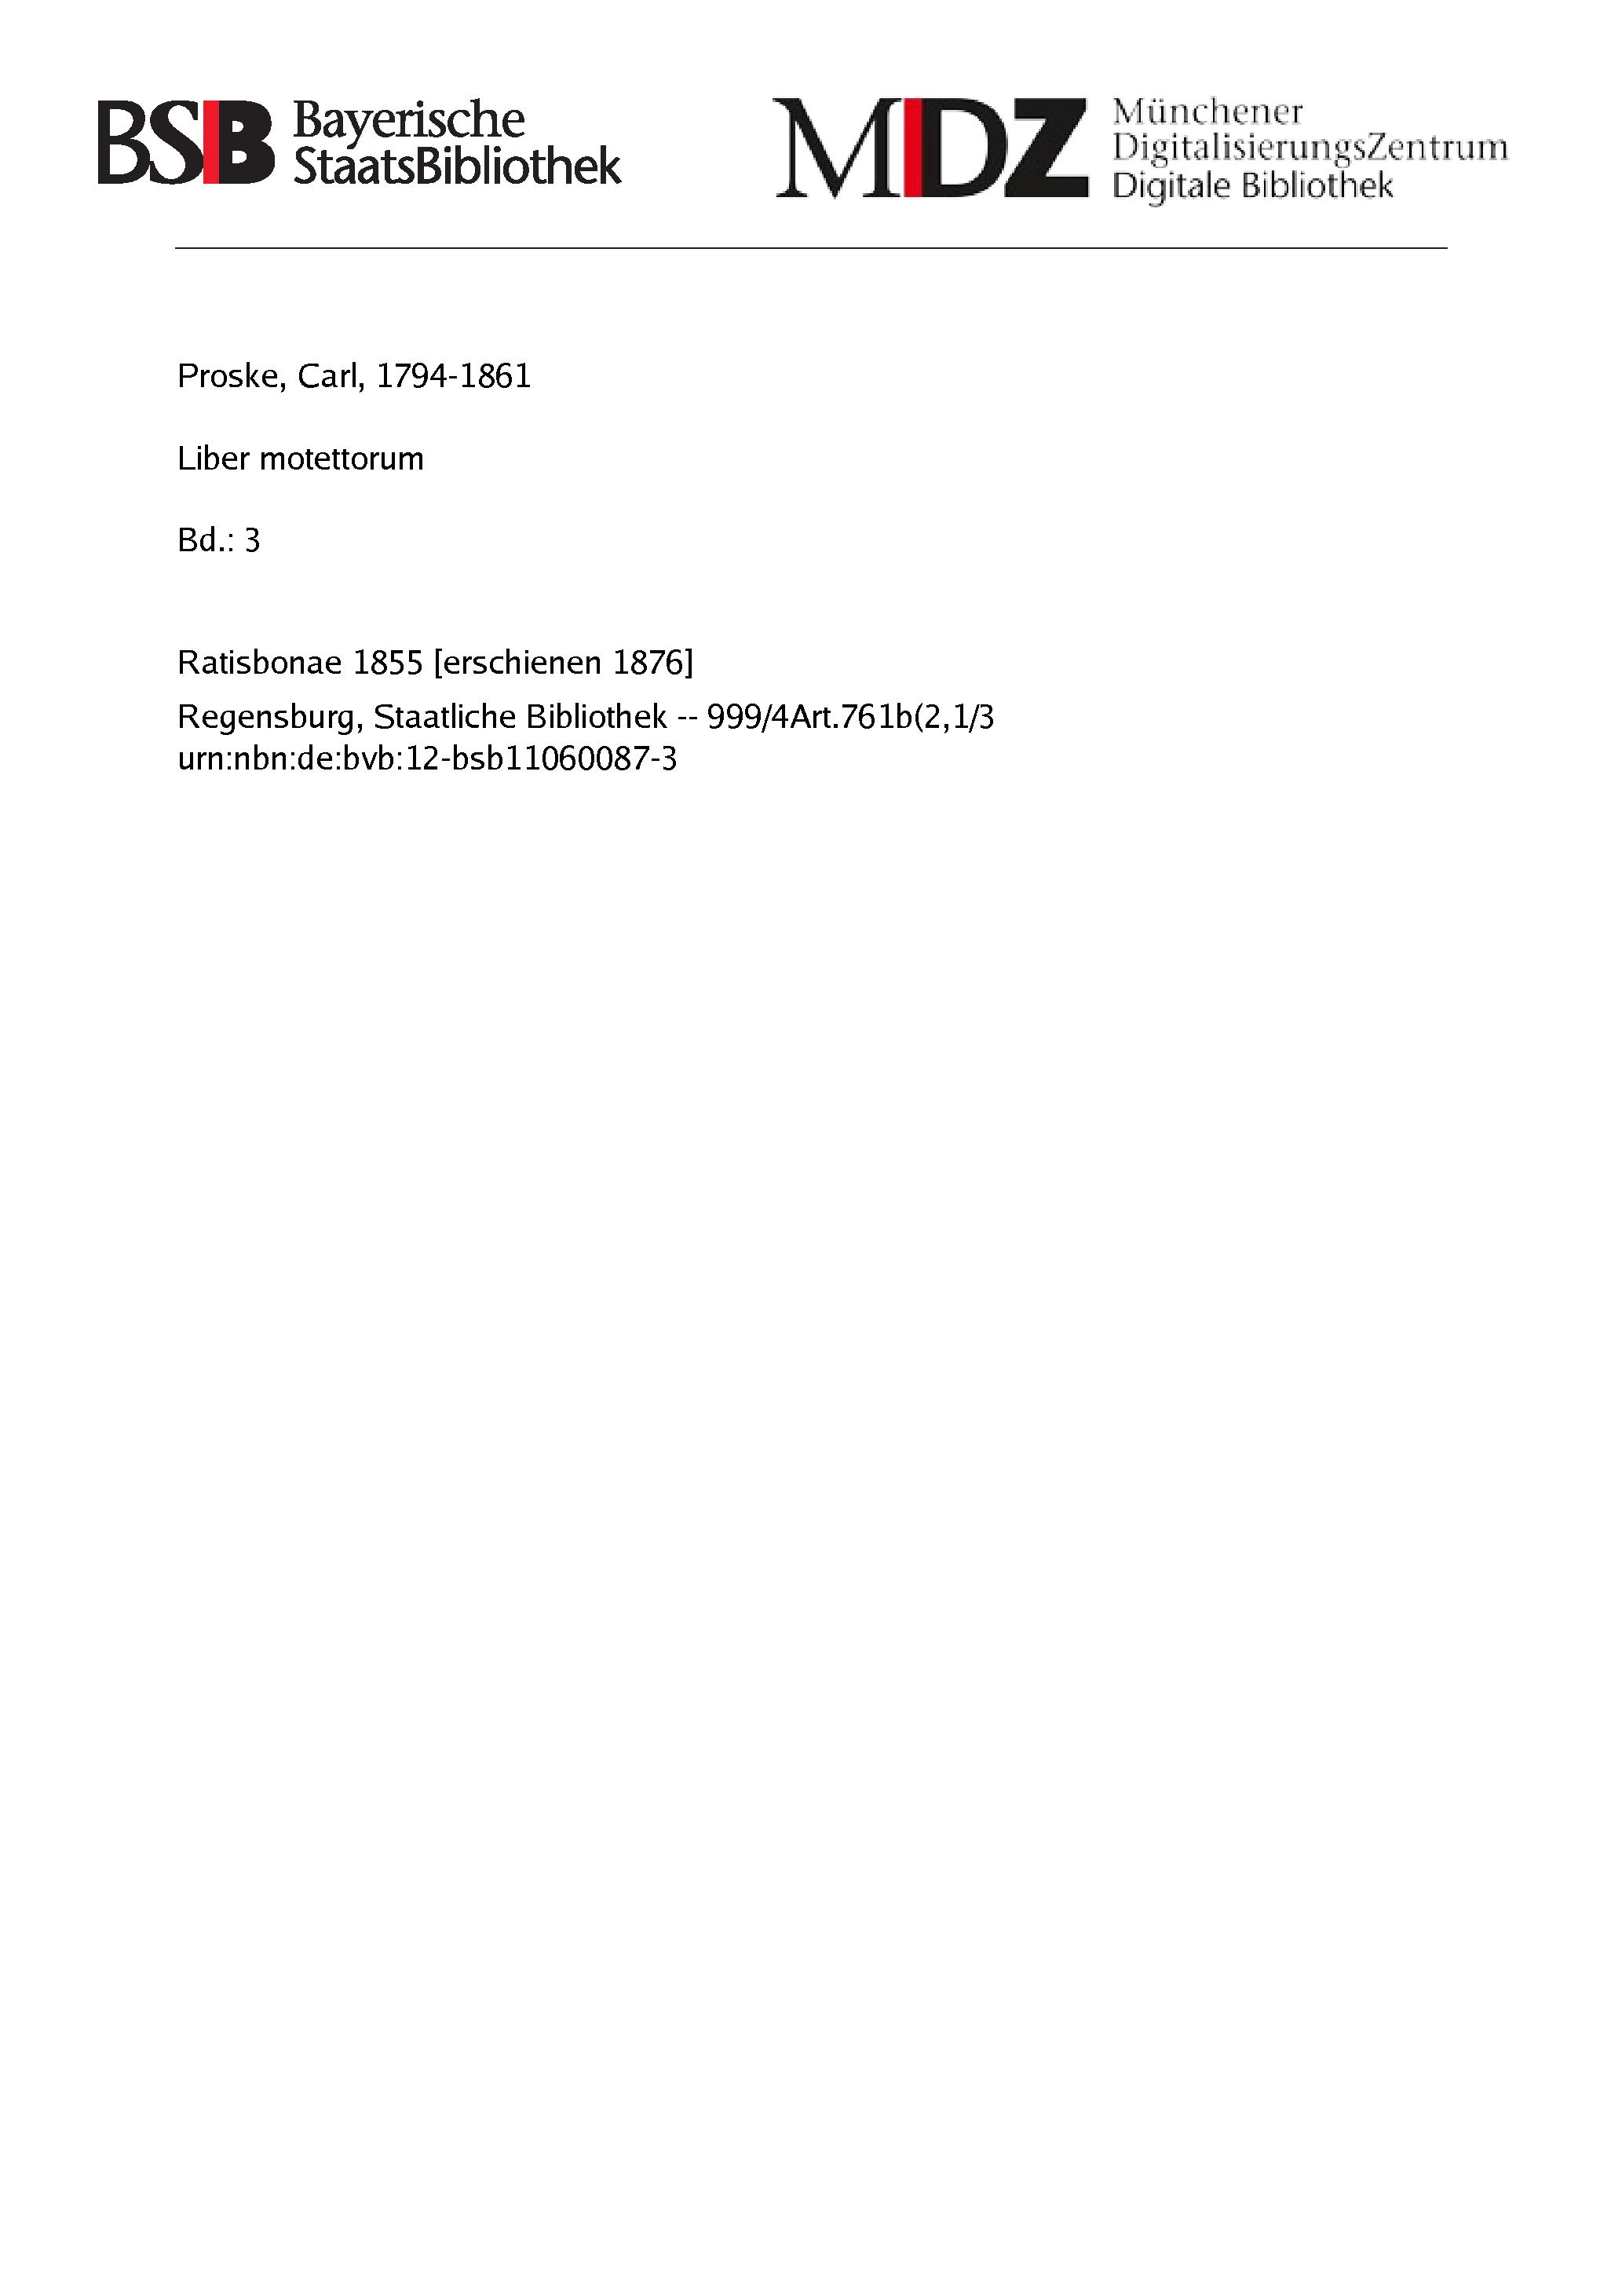 BSB Bayerische
StaatsBibliothek
MDZ Münchener
DigitalisierungsZentrum
Digitale Bibliothek
Proske, Carl, 1794-1861
Liber motettorum
Bd.: 3
Ratisbonae 1855 [erschienen 1876]
Regensburg, Staatliche Bibliothek -- 999/4Art.761b(2,1/3
urn:nbn:de:bvb:12-bsb11060087-3